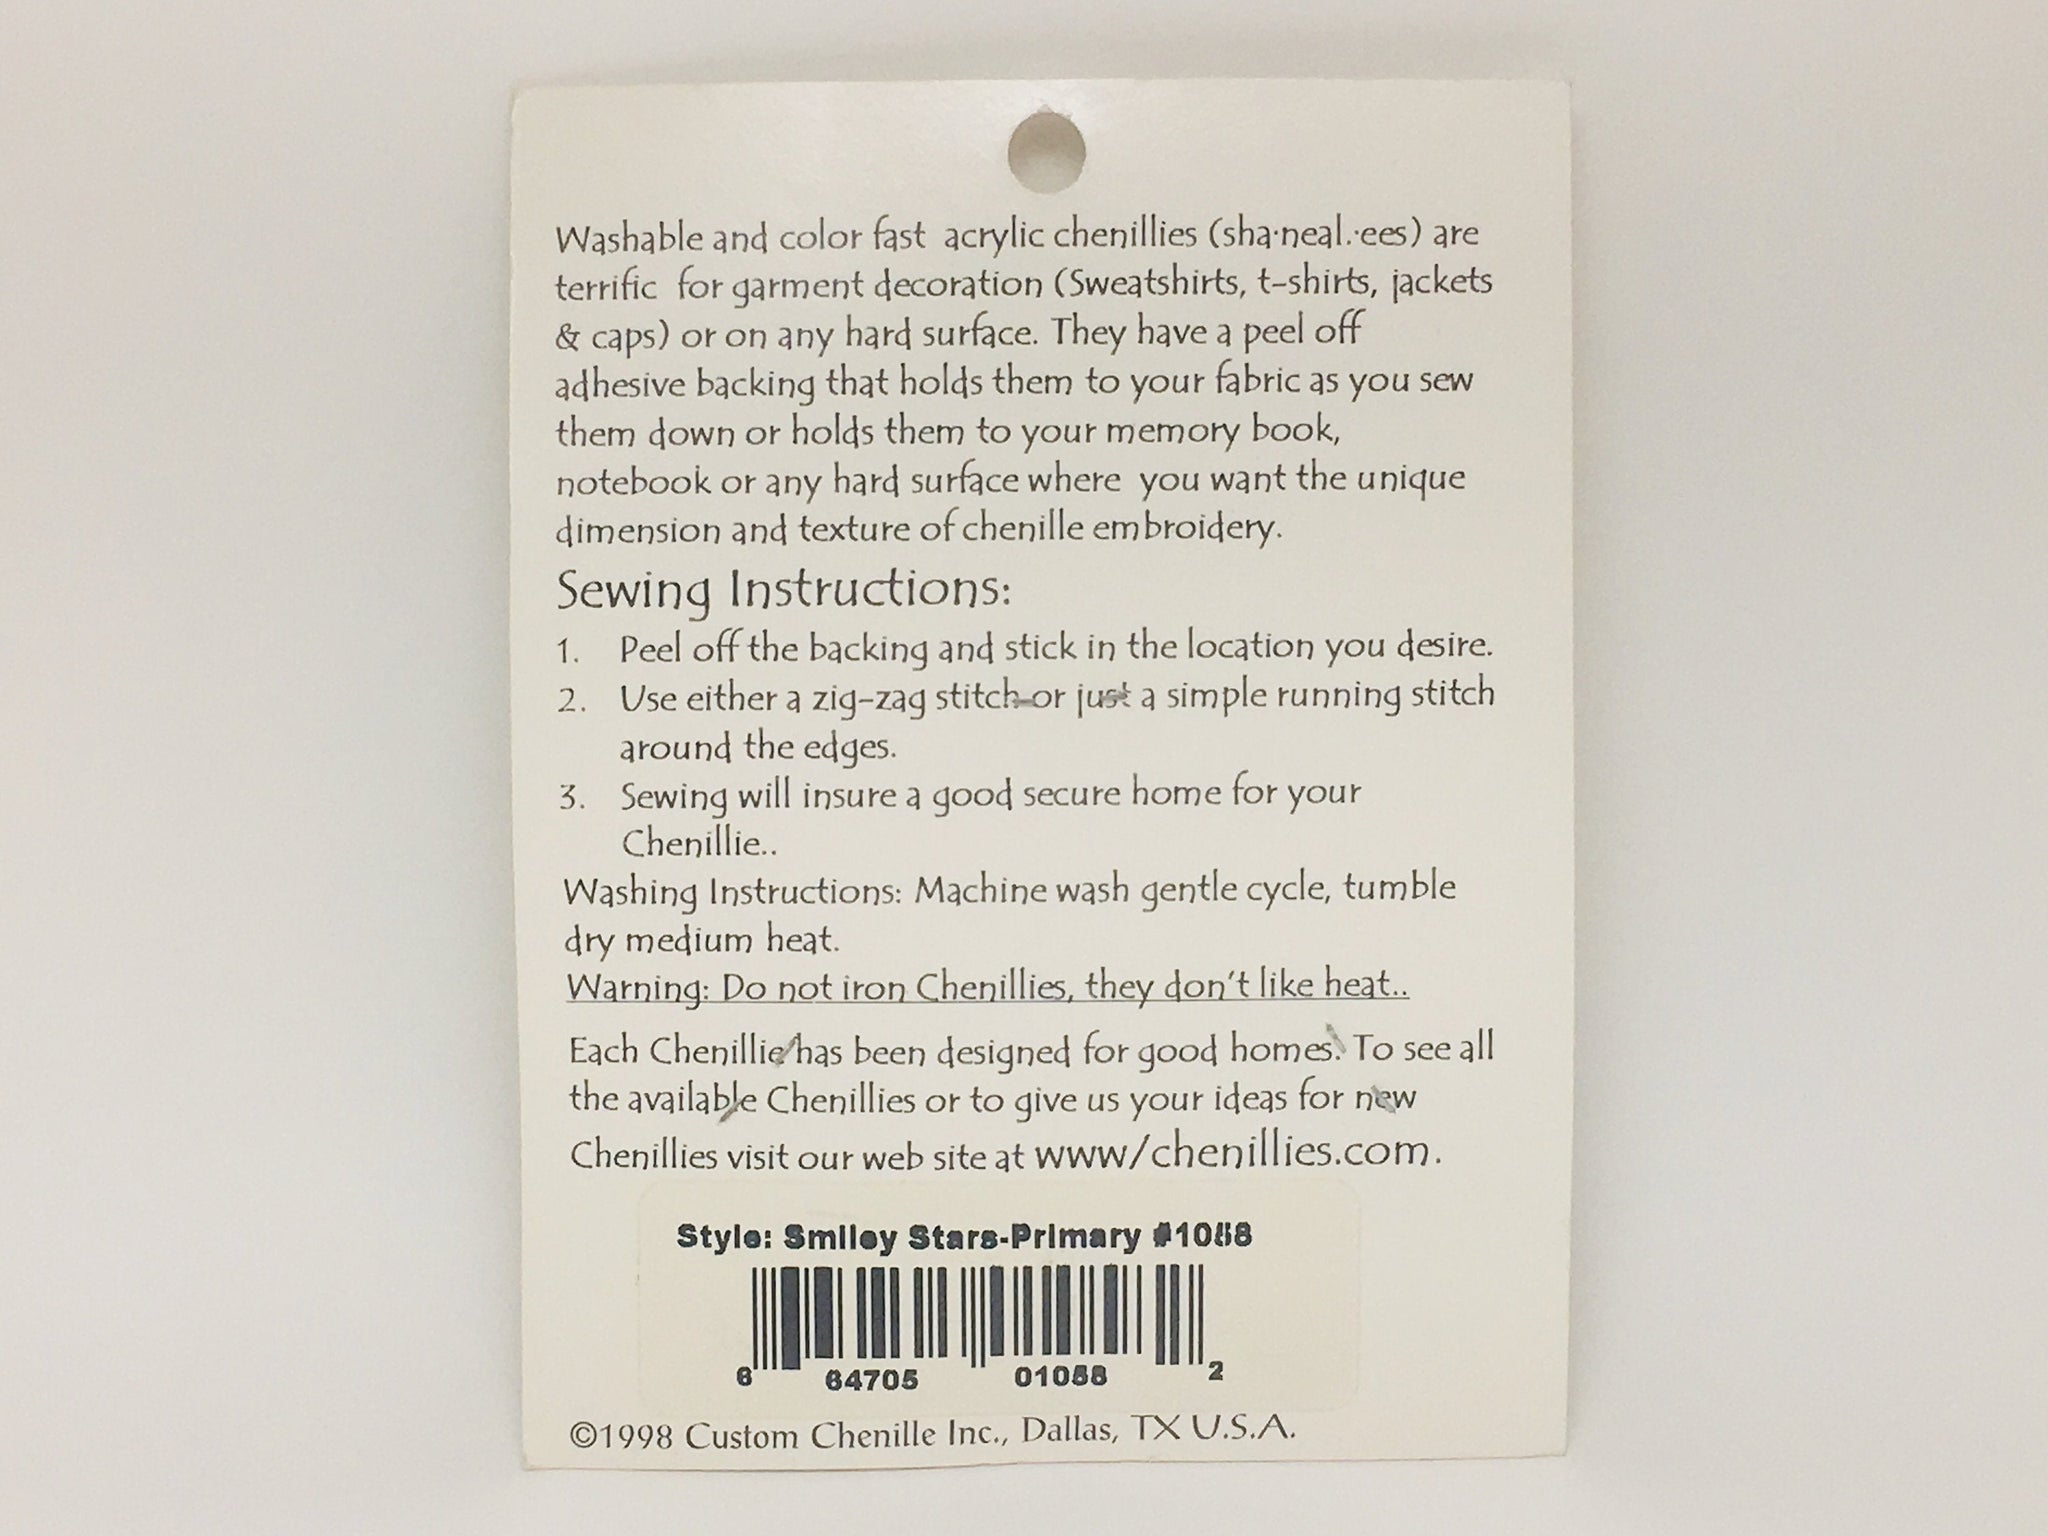 Washable and color fast acrylic chenillies (sha·neal.·ees) are
terrific for garment decoration (Sweatshirts, t-shirts, jackets
& caps) or on any hard surface. They have a peel off
adhesive backing that holds them to your fabric as you sew
them down or holds them to your memory book,
notebook or any hard surface where you want the unique
dimension and texture of chenille embroidery.
Sewing Instructions:
1. Peel off the backing and stick in the location you desire.
2. Use either a zig-zag stitch or just a simple running stitch
around the edges.
3. Sewing will insure a good secure home for your
Chenillie..
Washing Instructions: Machine wash gentle cycle, tumble
dry medium heat.
Warning: Do not iron Chenillies, they don't like heat..
Each Chenillie has been designed for good homes. To see all
the available Chenillies or to give us your ideas for new
Chenillies visit our web site at www/chenillies.com.
Style: Smiley Stars-Primary #1058
6 64705 01058 2
©1998 Custom Chenille Inc., Dallas, TX U.S.A.